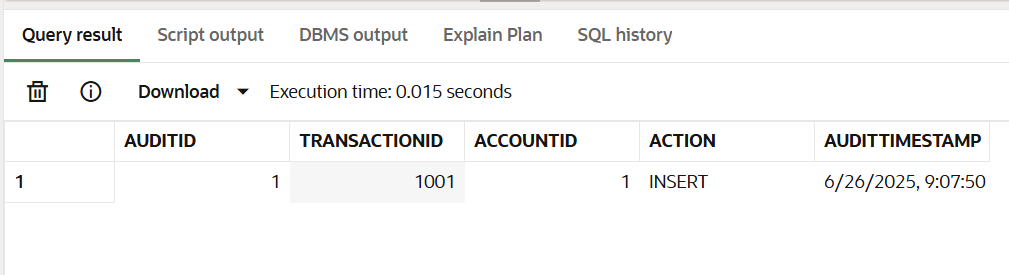 Query result Script output DBMS output Explain Plan SQL history
Download Execution time: 0.015 seconds
AUDITID TRANSACTIONID ACCOUNTID ACTION AUDITTIMESTAMP
1 1 1001 1 INSERT 6/26/2025, 9:07:50